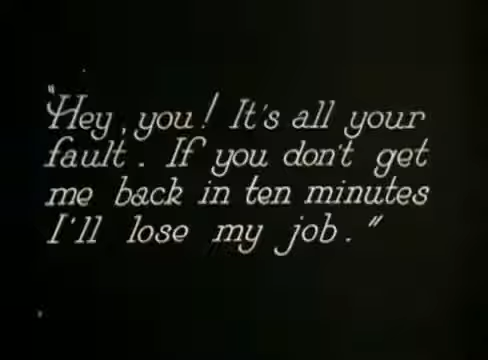 "Hey, you! It's all your
fault. If you don't get
me back in ten minutes
I'll lose my job."